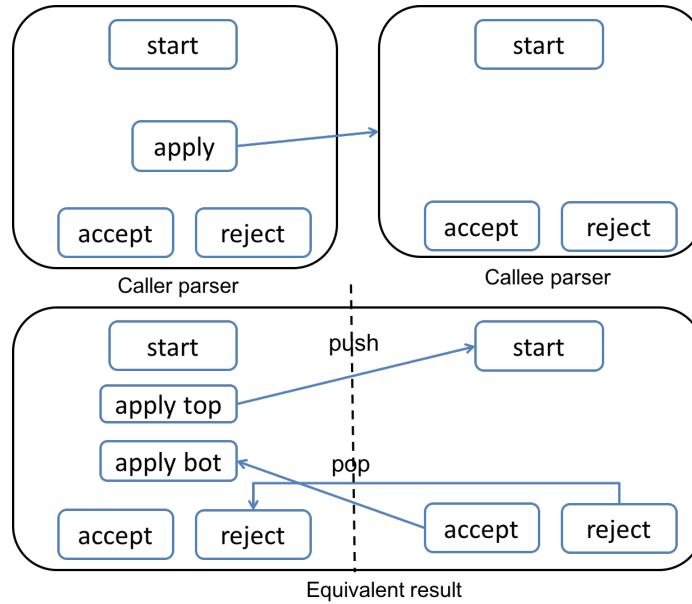 start
start
apply
accept
reject
accept
reject
Caller parser
Callee parser
start
push
start
apply top
apply bot
pop
accept
reject
accept
reject
Equivalent result